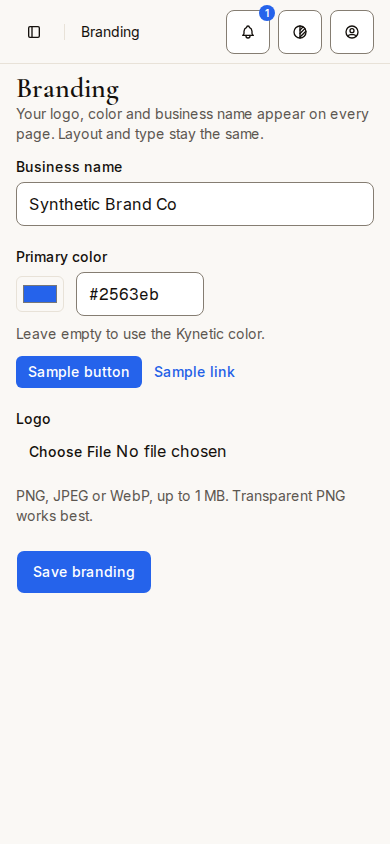 Branding
1
Branding
Your logo, color and business name appear on every
page. Layout and type stay the same.
Business name
Synthetic Brand Co
Primary color
#2563eb
Leave empty to use the Kynetic color.
Sample button Sample link
Logo
Choose File No file chosen
PNG, JPEG or WebP, up to 1 MB. Transparent PNG
works best.
Save branding